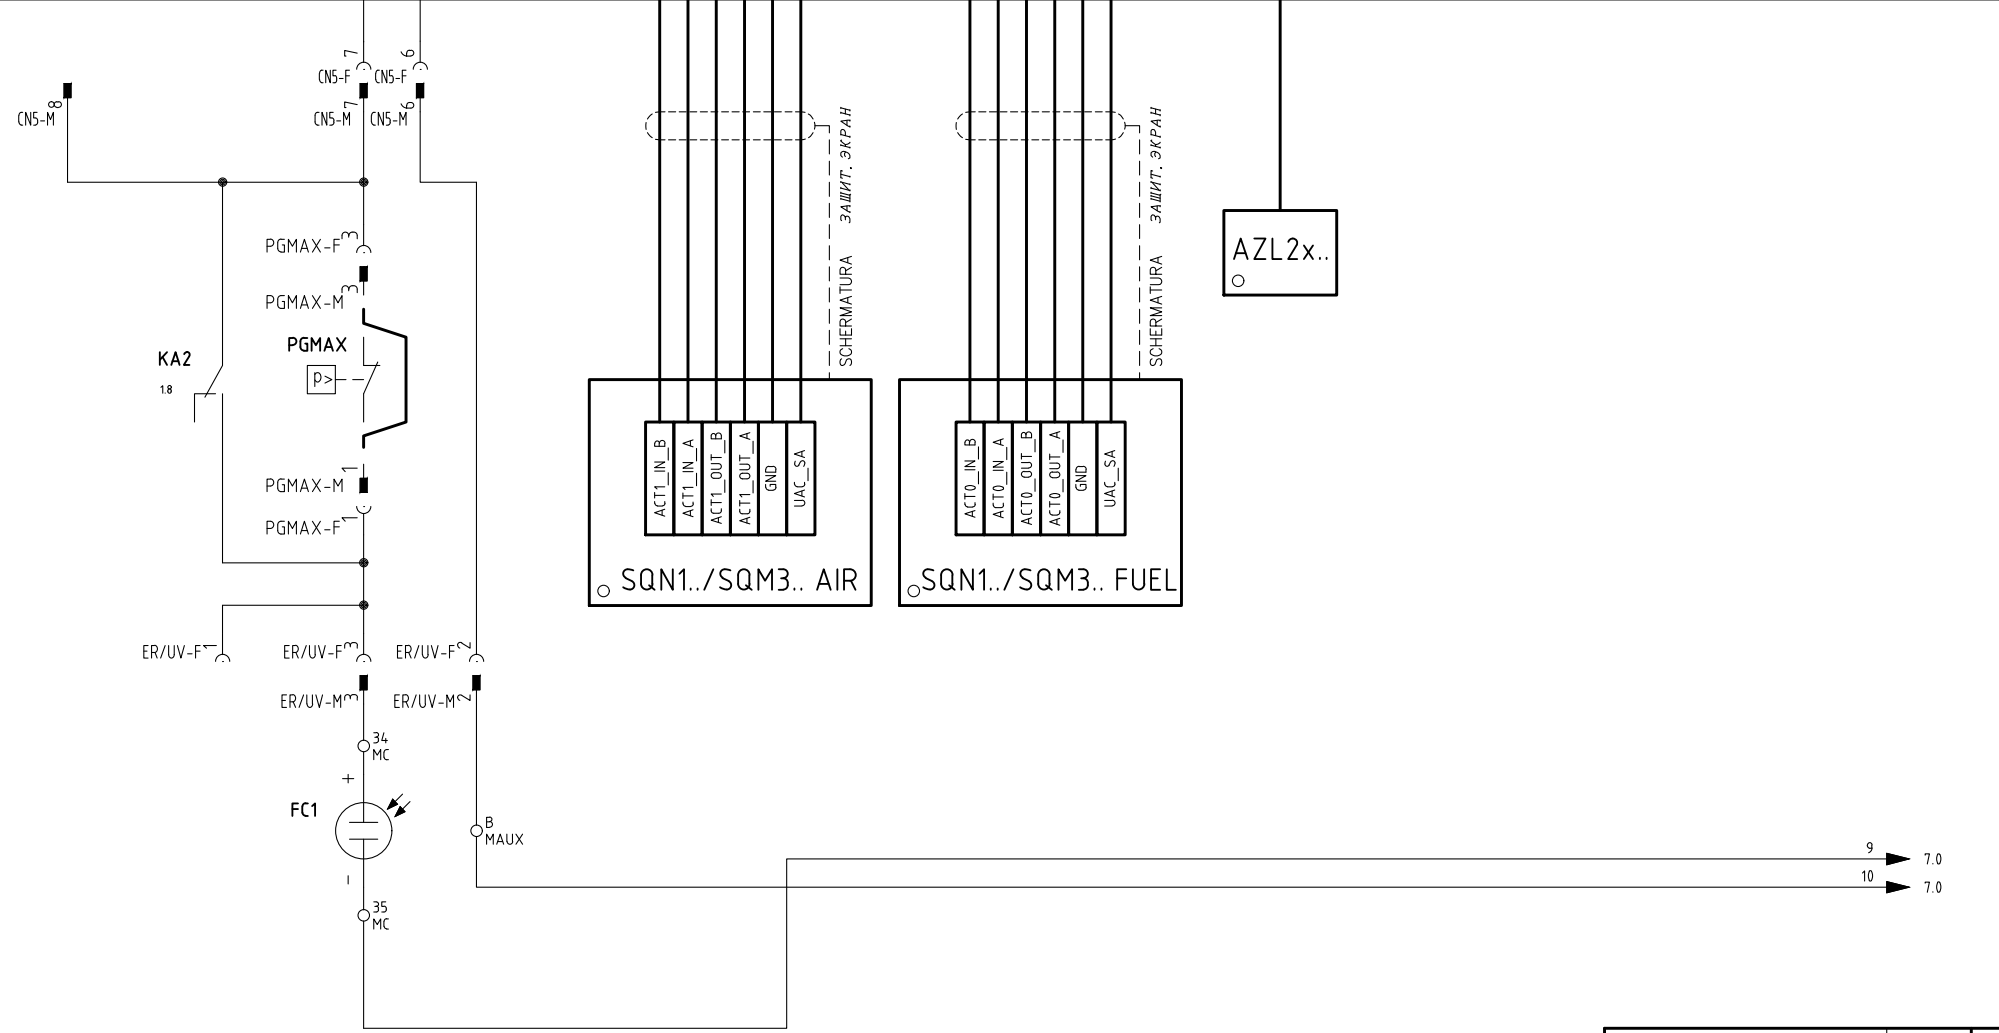 7
6
CN5-F
CN5-F
8
7
6
CN5-M
CN5-M
CN5-M
SCHERMATURA ЗАЩИТ. ЭКРАН
SCHERMATURA ЗАЩИТ. ЭКРАН
AZL2x..
PGMAX-F 3
PGMAX-M 3
PGMAX
KA2
1.8
p>
PGMAX-M 1
PGMAX-F 1
ACT1_IN_B
ACT1_IN_A
ACT1_OUT_B
ACT1_OUT_A
GND
UAC_SA
SQN1../SQM3.. AIR
ACT0_IN_B
ACT0_IN_A
ACT0_OUT_B
ACT0_OUT_A
GND
UAC_SA
SQN1../SQM3.. FUEL
ER/UV-F 1
ER/UV-F 3
ER/UV-F 2
ER/UV-M 3
ER/UV-M 2
34
MC
+
FC1
-
B
MAUX
35
MC
9 7.0
10 7.0